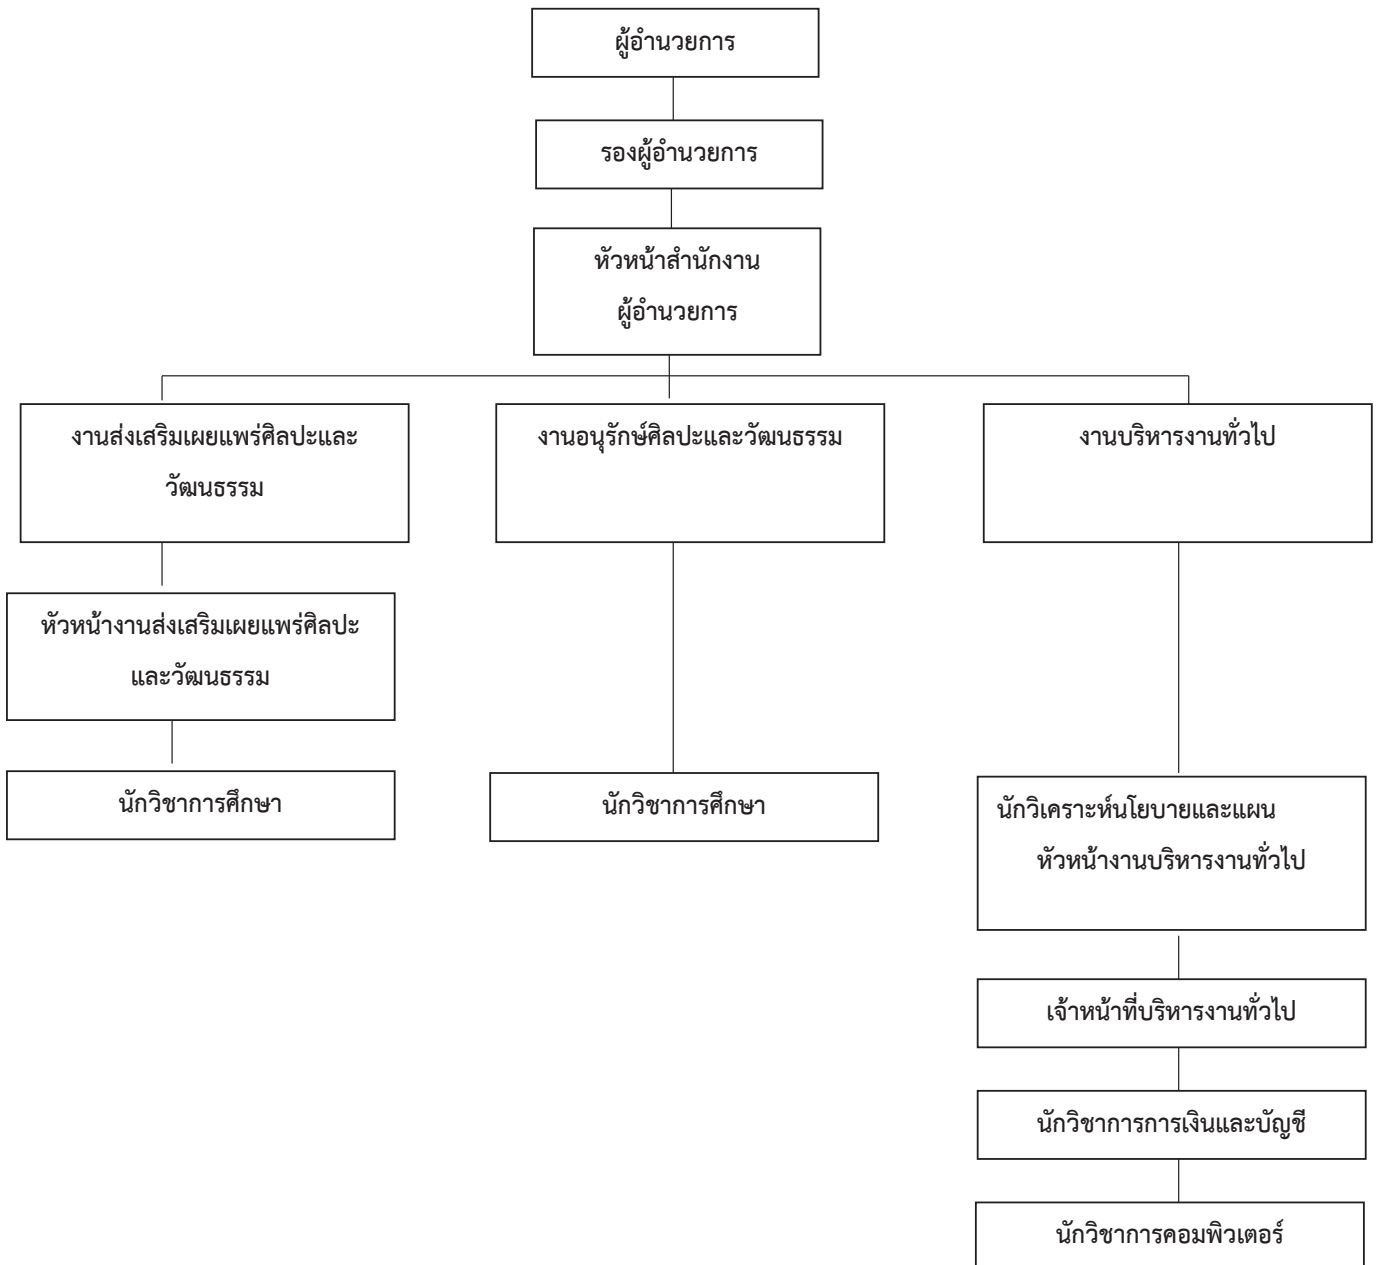 ผู้อำนวยการ
รองผู้อำนวยการ
หัวหน้าสำนักงาน
ผู้อำนวยการ
งานส่งเสริมเผยแพร่ศิลปะและ
วัฒนธรรม
งานอนุรักษ์ศิลปะและวัฒนธรรม
งานบริหารงานทั่วไป
หัวหน้างานส่งเสริมเผยแพร่ศิลปะ
และวัฒนธรรม
นักวิชาการศึกษา
นักวิชาการศึกษา
นักวิเคราะห์นโยบายและแผน
หัวหน้างานบริหารงานทั่วไป
เจ้าหน้าที่บริหารงานทั่วไป
นักวิชาการการเงินและบัญชี
นักวิชาการคอมพิวเตอร์